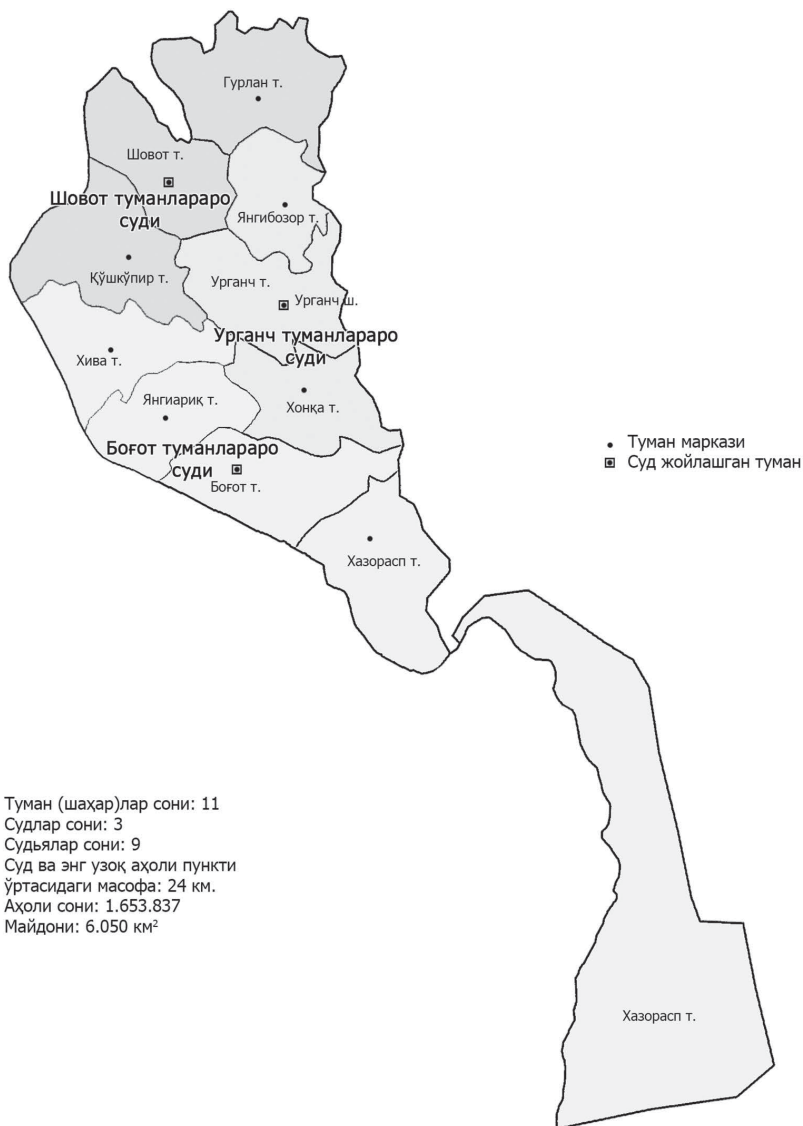 Гурлан т.
Шовот т.
Шовот туманлараро
суди
Янгибозор т.
Қўшкўпир т.
Урганч т.
Урганч ш.
Урганч туманлараро
суди
Хива т.
Янгиариқ т.
Хонқа т.
Боғот туманлараро
суди
Боғот т.
Туман маркази
Суд жойлашган туман
Хазорасп т.
Туман (шаҳар)лар сони: 11
Судлар сони: 3
Судьялар сони: 9
Суд ва энг узоқ аҳоли пункти
ўртасидаги масофа: 24 км.
Аҳоли сони: 1.653.837
Майдони: 6.050 км²
Хазорасп т.